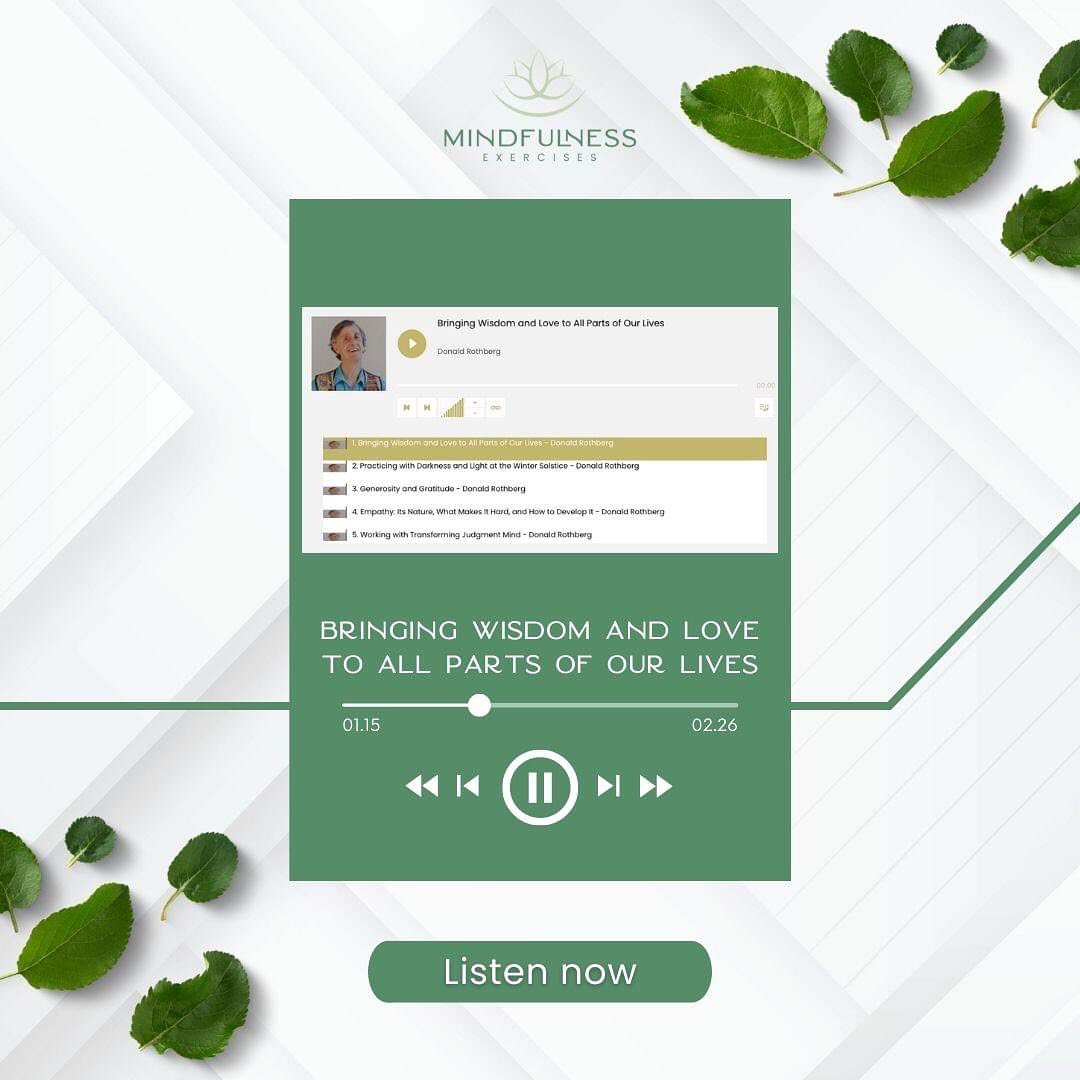 MINDFULNESS
EXERCISES
Bringing Wisdom and Love to All Parts of Our Lives
Donald Rothberg
00:00
1. Bringing Wisdom and Love to All Parts of Our Lives - Donald Rothberg
2. Practicing with Darkness and Light at the Winter Solstice - Donald Rothberg
3. Generosity and Gratitude - Donald Rothberg
4. Empathy: Its Nature, What Makes It Hard, and How to Develop It - Donald Rothberg
5. Working with Transforming Judgment Mind - Donald Rothberg
BRINGING WISDOM AND LOVE
TO ALL PARTS OF OUR LIVES
01.15 02.26
Listen now